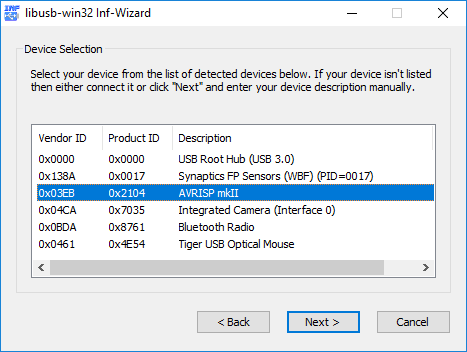 INF
libusb-win32 Inf-Wizard
Device Selection
Select your device from the list of detected devices below. If your device isn't listed
then either connect it or click "Next" and enter your device description manually.
Vendor ID Product ID Description
0x0000 0x0000 USB Root Hub (USB 3.0)
0x138A 0x0017 Synaptics FP Sensors (WBF) (PID=0017)
0x03EB 0x2104 AVRISP mkII
0x04CA 0x7035 Integrated Camera (Interface 0)
0x0BDA 0x8761 Bluetooth Radio
0x0461 0x4E54 Tiger USB Optical Mouse
< Back Next > Cancel